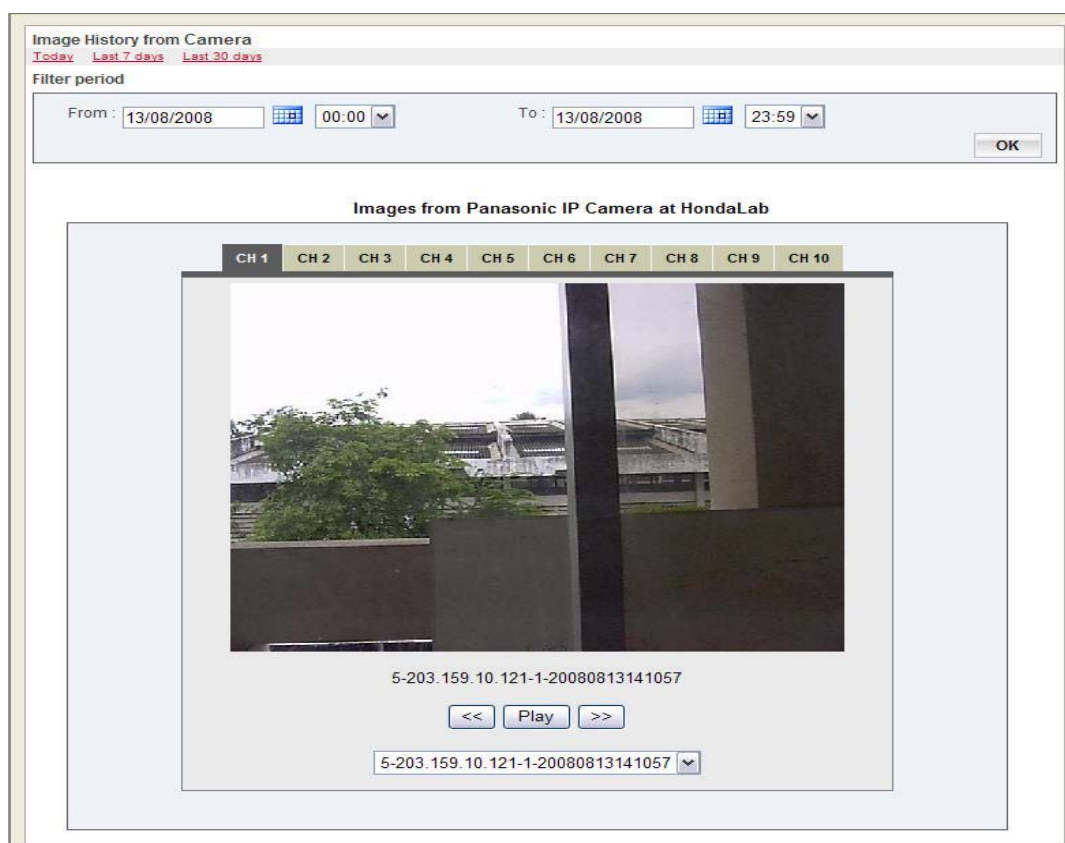 Image History from Camera
Today Last 7 days Last 30 days
Filter period
From : 13/08/2008 00:00 To : 13/08/2008 23:59
OK
Images from Panasonic IP Camera at HondaLab
CH 1 CH 2 CH 3 CH 4 CH 5 CH 6 CH 7 CH 8 CH 9 CH 10
5-203.159.10.121-1-20080813141057
<< Play >>
5-203.159.10.121-1-20080813141057